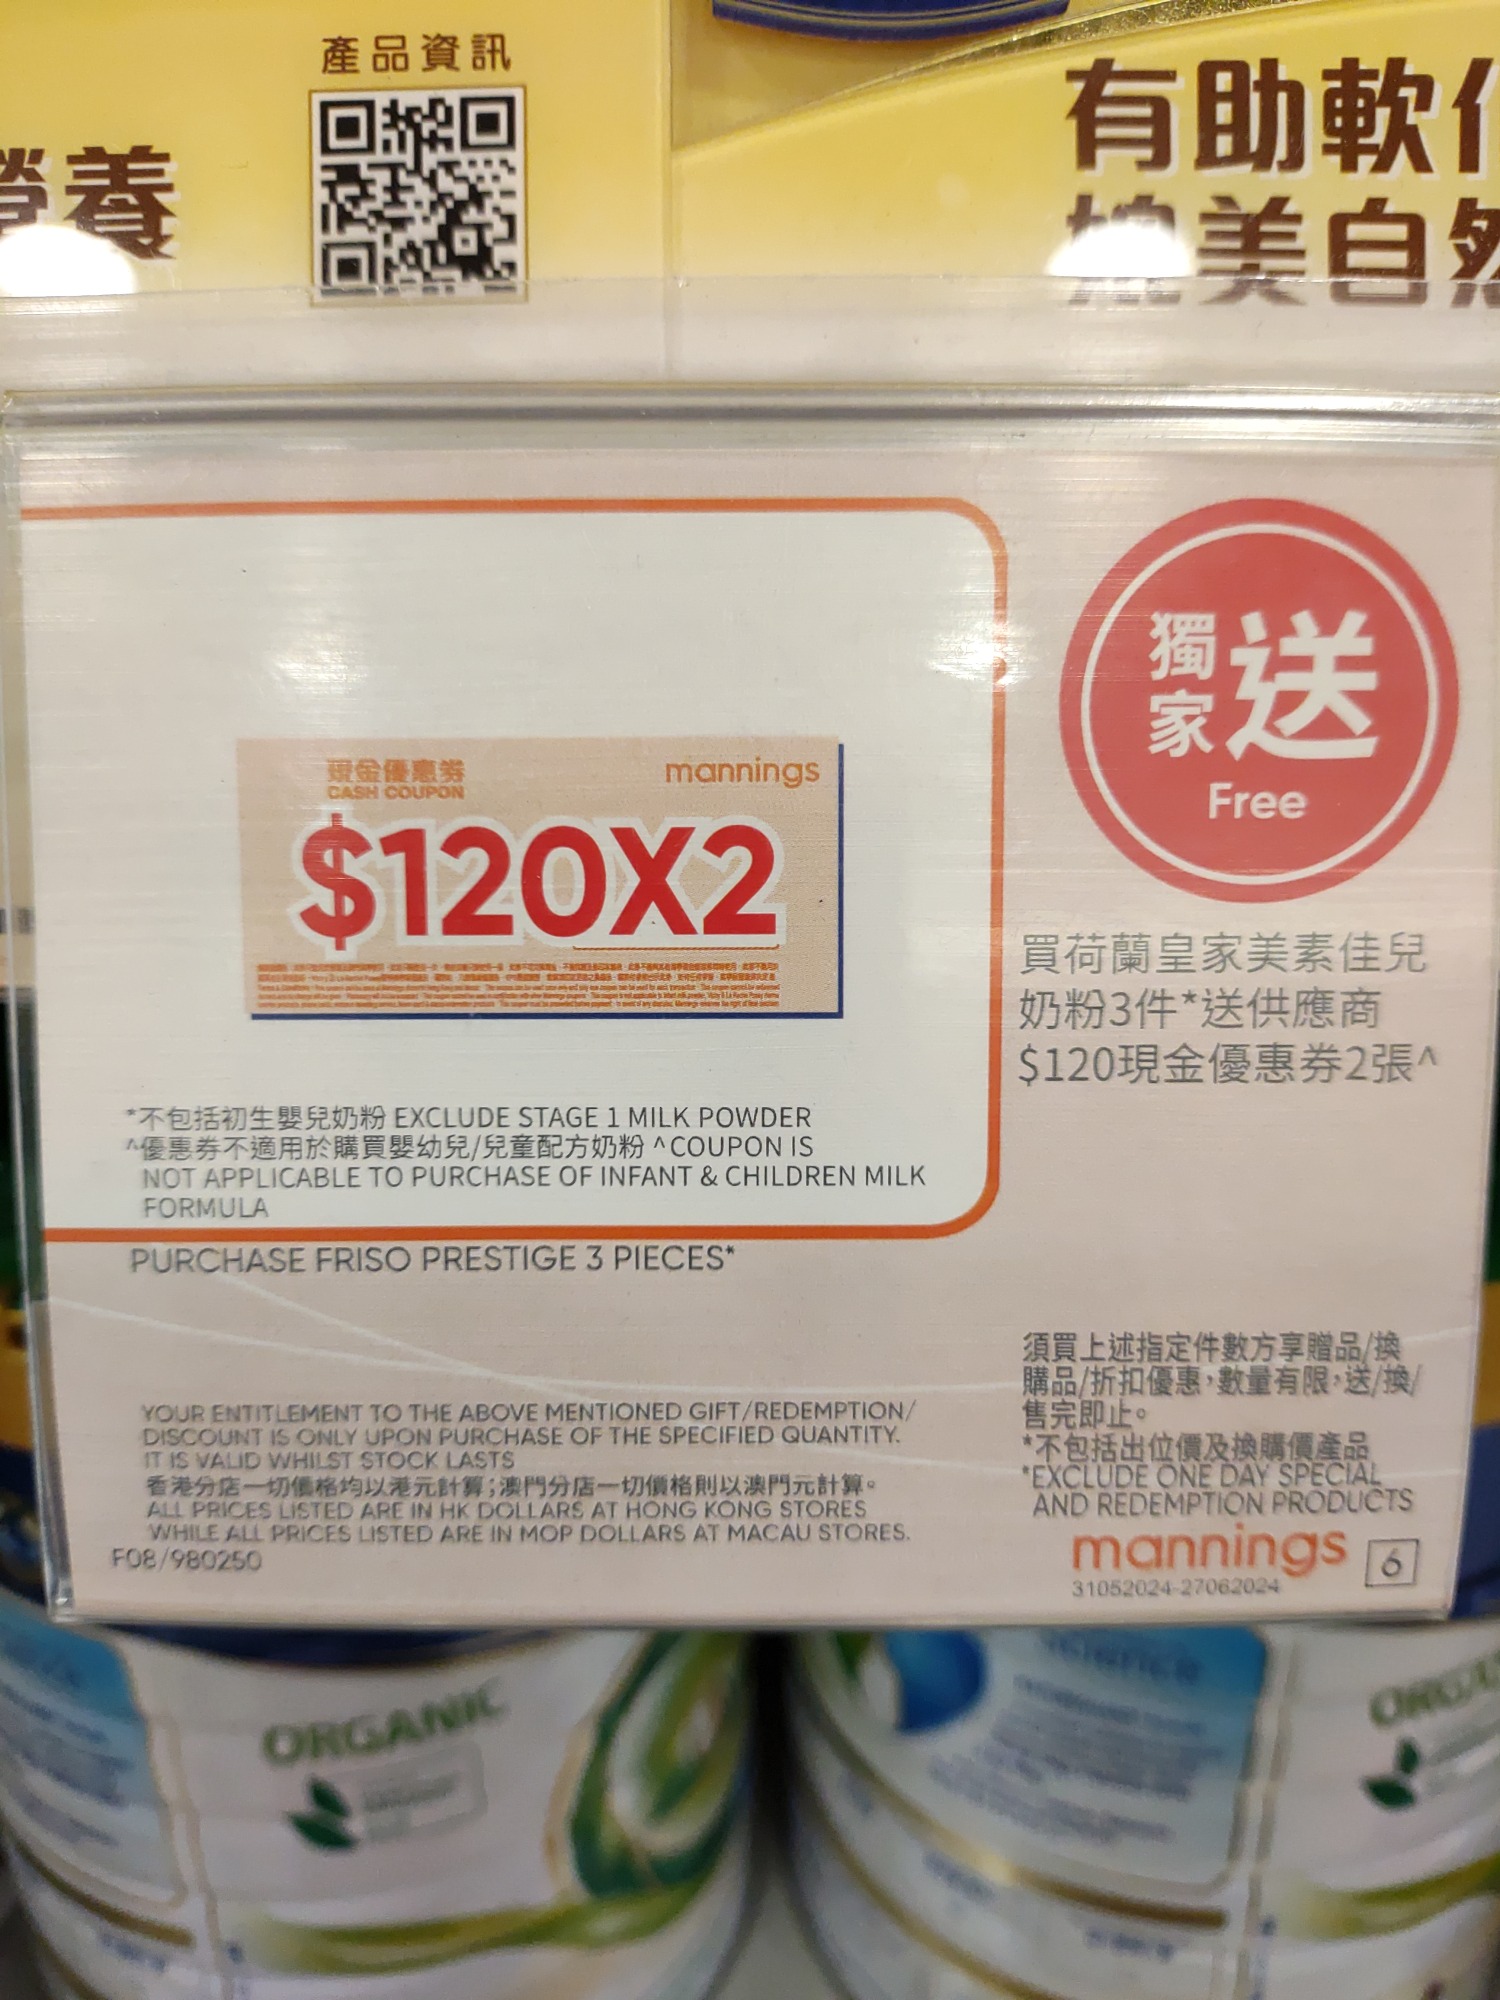 產品資訊
營養
有助軟化
美自然
獨家送
Free
現金優惠券
CASH COUPON
mannings
$120X2
買荷蘭皇家美素佳兒
奶粉3件*送供應商
$120現金優惠券2張^
*不包括初生嬰兒奶粉 EXCLUDE STAGE 1 MILK POWDER
^優惠券不適用於購買嬰幼兒/兒童配方奶粉 ^COUPON IS
NOT APPLICABLE TO PURCHASE OF INFANT & CHILDREN MILK
FORMULA
PURCHASE FRISO PRESTIGE 3 PIECES*
YOUR ENTITLEMENT TO THE ABOVE MENTIONED GIFT/REDEMPTION/
DISCOUNT IS ONLY UPON PURCHASE OF THE SPECIFIED QUANTITY.
IT IS VALID WHILST STOCK LASTS
香港分店一切價格均以港元計算；澳門分店一切價格則以澳門元計算。
ALL PRICES LISTED ARE IN HK DOLLARS AT HONG KONG STORES
WHILE ALL PRICES LISTED ARE IN MOP DOLLARS AT MACAU STORES.
F08/980250
須買上述指定件數方享贈品/換
購品/折扣優惠，數量有限，送/換/
售完即止。
*不包括出位價及換購價產品
*EXCLUDE ONE DAY SPECIAL
AND REDEMPTION PRODUCTS
mannings 6
31052024-27062024
ORGANIC